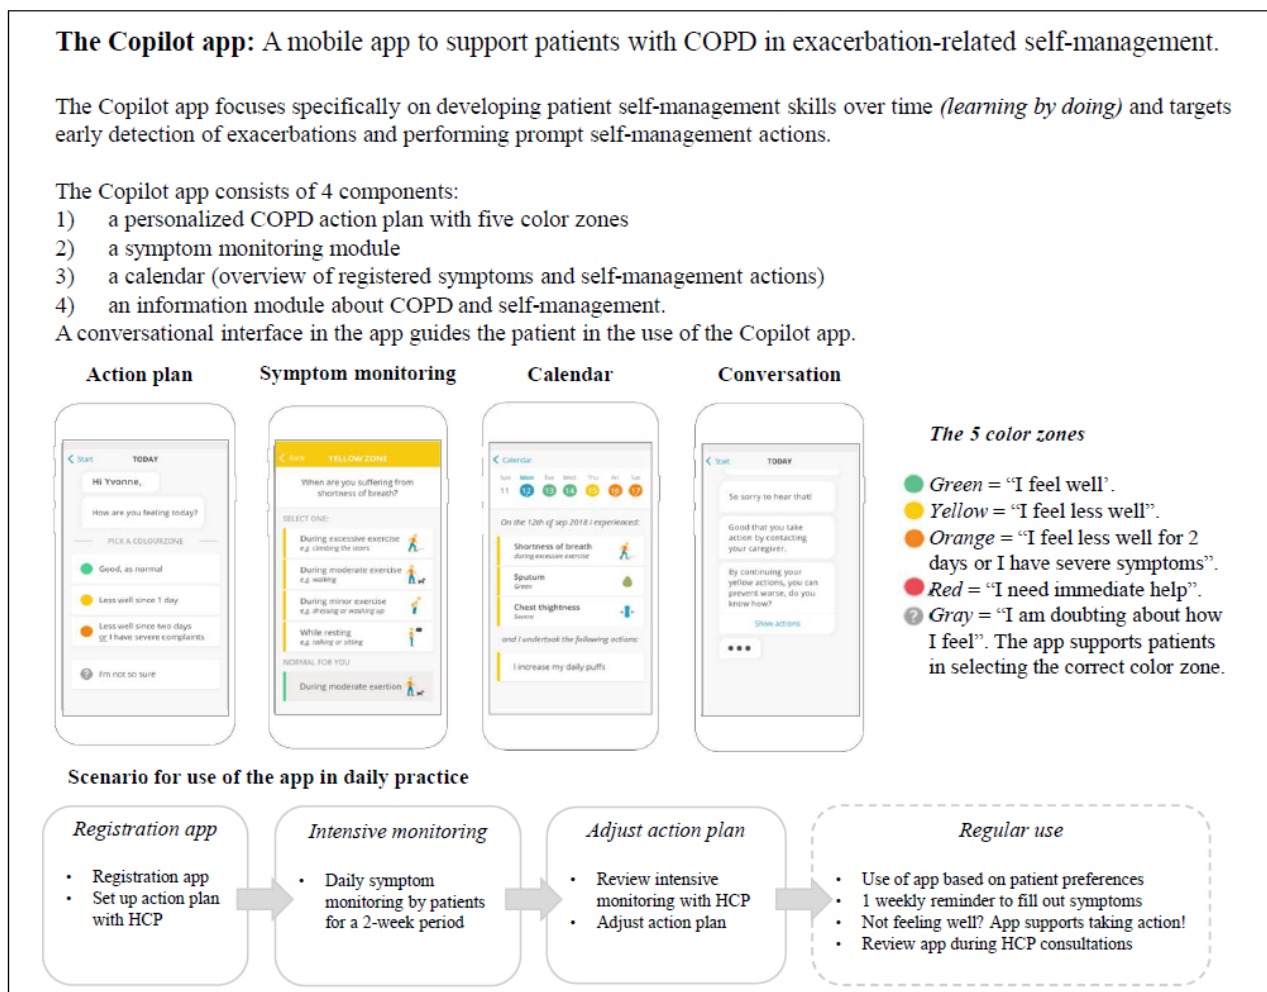 The Copilot app: A mobile app to support patients with COPD in exacerbation-related self-management.
The Copilot app focuses specifically on developing patient self-management skills over time (learning by doing) and targets
early detection of exacerbations and performing prompt self-management actions.
The Copilot app consists of 4 components:
1) a personalized COPD action plan with five color zones
2) a symptom monitoring module
3) a calendar (overview of registered symptoms and self-management actions)
4) an information module about COPD and self-management.
A conversational interface in the app guides the patient in the use of the Copilot app.
Action plan
Start TODAY
Hi Yvonne,
How are you feeling today?
PICK A COLOURZONE
Good, as normal
Less well since 1 day
Less well since two days
or I have severe complaints
? I'm not so sure
Symptom monitoring
Back YELLOW ZONE
When are you suffering from
shortness of breath?
SELECT ONE:
During excessive exercise
e.g. climbing the stairs
During moderate exercise
e.g. walking
During minor exercise
e.g. dressing or washing up
While resting
e.g. talking or sitting
NORMAL FOR YOU
During moderate exertion
Calendar
Calendar
Sun Mon Tue Wed Thu Fri Sat
11 12 13 14 15 16 17
On the 12th of sep 2018 I experienced:
Shortness of breath
during excessive exercise
Sputum
Green
Chest thightness
Severe
and I undertook the following actions:
I increase my daily puffs
Conversation
Start TODAY
So sorry to hear that!
Good that you take
action by contacting
your caregiver.
By continuing your
yellow actions, you can
prevent worse, do you
know how?
Show actions
The 5 color zones
Green = “I feel well’.
Yellow = “I feel less well”.
Orange = “I feel less well for 2
days or I have severe symptoms”.
Red = “I need immediate help”.
? Gray = “I am doubting about how
I feel”. The app supports patients
in selecting the correct color zone.
Scenario for use of the app in daily practice
Registration app
• Registration app
• Set up action plan
with HCP
Intensive monitoring
• Daily symptom
monitoring by patients
for a 2-week period
Adjust action plan
• Review intensive
monitoring with HCP
• Adjust action plan
Regular use
• Use of app based on patient preferences
• 1 weekly reminder to fill out symptoms
• Not feeling well? App supports taking action!
• Review app during HCP consultations